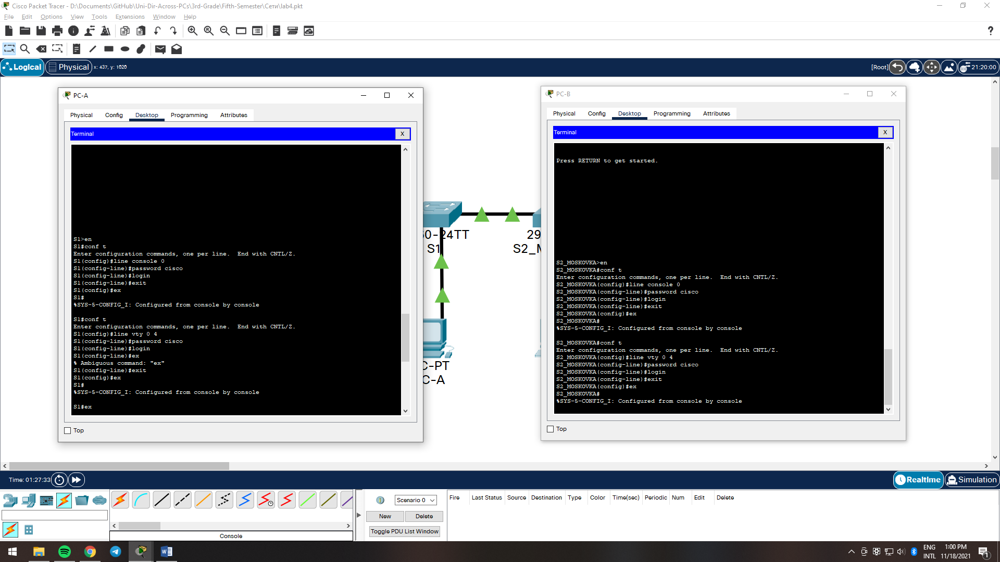 Cisco Packet Tracer - D:\Documents\GitHub\Uni-Dir-Across-PCs\3rd-Grade\Fifth-Semester\Сети\lab4.pkt
File Edit Options View Tools Extensions Window Help
Logical Physical x: 437, y: 1020 [Root] 21:20:00
PC-A
Physical Config Desktop Programming Attributes
Terminal X
S1>en
S1#conf t
Enter configuration commands, one per line.  End with CNTL/Z.
S1(config)#line console 0
S1(config-line)#password cisco
S1(config-line)#login
S1(config-line)#exit
S1(config)#ex
S1#
%SYS-5-CONFIG_I: Configured from console by console
S1#conf t
Enter configuration commands, one per line.  End with CNTL/Z.
S1(config)#line vty 0 4
S1(config-line)#password cisco
S1(config-line)#login
S1(config-line)#ex
% Ambiguous command: "ex"
S1(config-line)#exit
S1(config)#ex
S1#
%SYS-5-CONFIG_I: Configured from console by console
S1#ex
Top
60-24TT
S1
29
S2_M
C-PT
C-A
PC-B
Physical Config Desktop Programming Attributes
Terminal X
Press RETURN to get started.
S2_MOSKOVKA>en
S2_MOSKOVKA#conf t
Enter configuration commands, one per line.  End with CNTL/Z.
S2_MOSKOVKA(config)#line console 0
S2_MOSKOVKA(config-line)#password cisco
S2_MOSKOVKA(config-line)#login
S2_MOSKOVKA(config-line)#exit
S2_MOSKOVKA(config)#ex
S2_MOSKOVKA#
%SYS-5-CONFIG_I: Configured from console by console
S2_MOSKOVKA#conf t
Enter configuration commands, one per line.  End with CNTL/Z.
S2_MOSKOVKA(config)#line vty 0 4
S2_MOSKOVKA(config-line)#password cisco
S2_MOSKOVKA(config-line)#login
S2_MOSKOVKA(config-line)#exit
S2_MOSKOVKA(config)#ex
S2_MOSKOVKA#
%SYS-5-CONFIG_I: Configured from console by console
Top
Time: 01:27:33 Realtime Simulation
Scenario 0
New Delete
Toggle PDU List Window
Fire Last Status Source Destination Type Color Time(sec) Periodic Num Edit Delete
Console
ENG 1:00 PM
INTL 11/18/2021 1